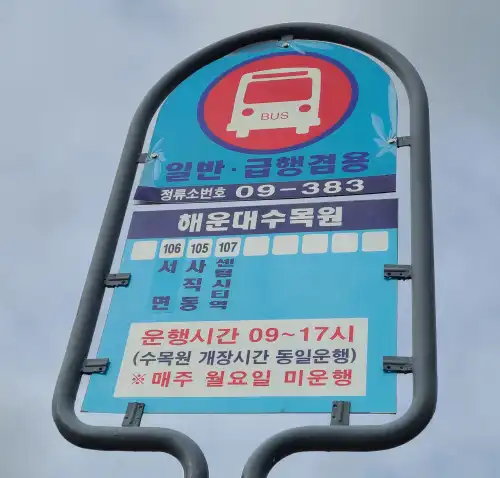 BUS
일반·급행겸용
정류소번호 09-383
해운대수목원
106 105 107
서면 사직동 센텀시티역
운행시간 09~17시
(수목원 개장시간 동일운행)
※ 매주 월요일 미운행